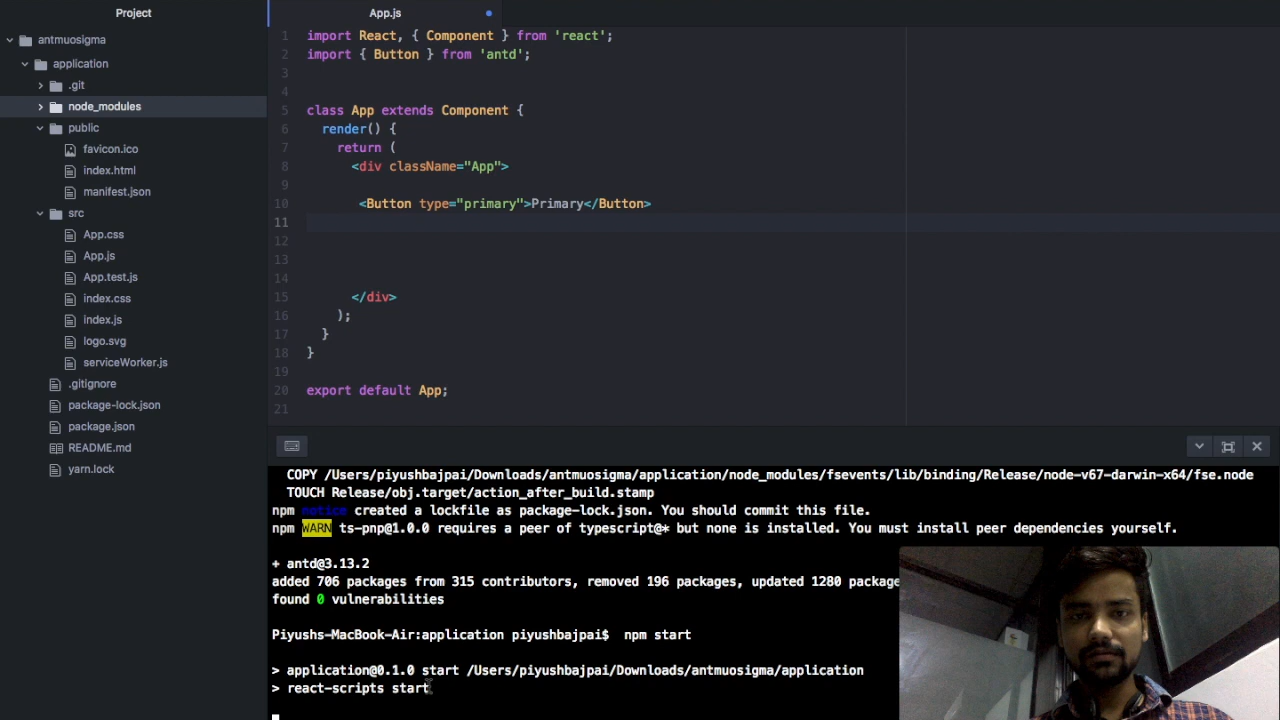 Project
App.js
antmuosigma
application
.git
node_modules
public
favicon.ico
index.html
manifest.json
src
App.css
App.js
App.test.js
index.css
index.js
logo.svg
serviceWorker.js
.gitignore
package-lock.json
package.json
README.md
yarn.lock
1 import React, { Component } from 'react';
2 import { Button } from 'antd';
3
4
5 class App extends Component {
6 render() {
7 return (
8 <div className="App">
9
10 <Button type="primary">Primary</Button>
11
12
13
14
15 </div>
16 );
17 }
18 }
19
20 export default App;
21
COPY /Users/piyushbajpai/Downloads/antmuosigma/application/node_modules/fsevents/lib/binding/Release/node-v67-darwin-x64/fse.node
TOUCH Release/obj.target/action_after_build.stamp
npm notice created a lockfile as package-lock.json. You should commit this file.
npm WARN ts-pnp@1.0.0 requires a peer of typescript@* but none is installed. You must install peer dependencies yourself.
+ antd@3.13.2
added 706 packages from 315 contributors, removed 196 packages, updated 1280 package
found 0 vulnerabilities
Piyushs-MacBook-Air:application piyushbajpai$ npm start
> application@0.1.0 start /Users/piyushbajpai/Downloads/antmuosigma/application
> react-scripts start